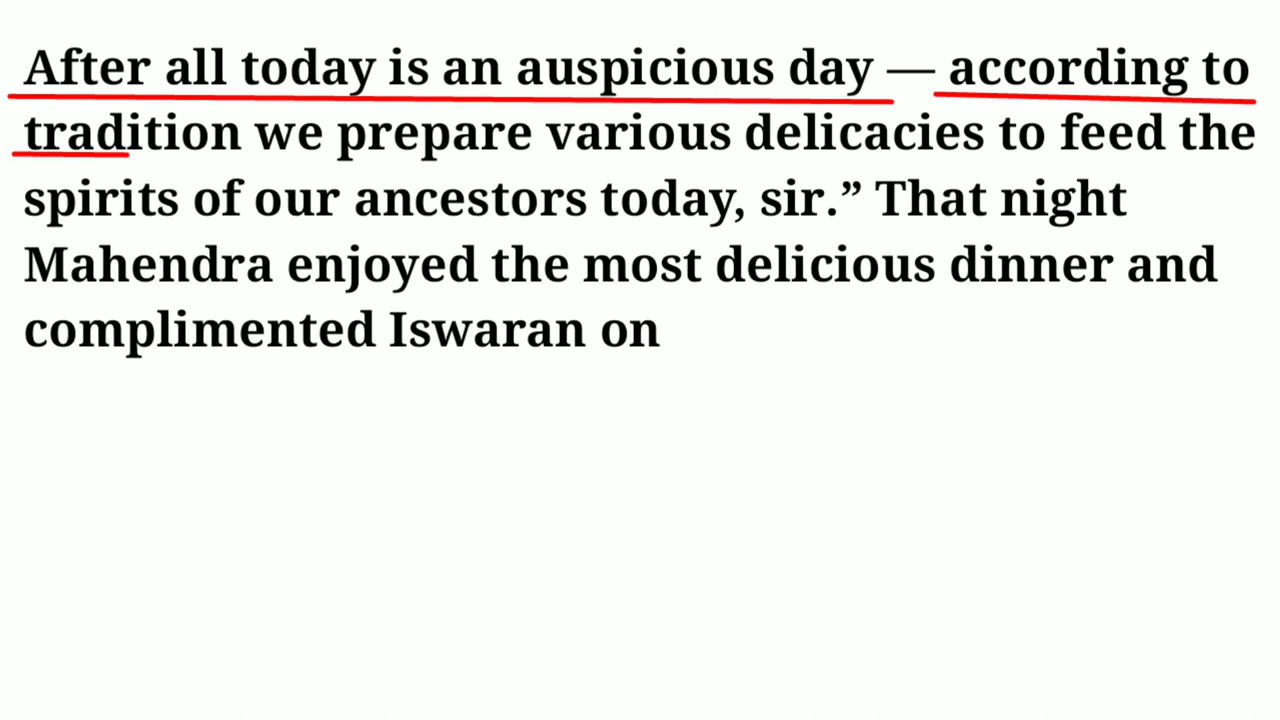 After all today is an auspicious day — according to
tradition we prepare various delicacies to feed the
spirits of our ancestors today, sir.” That night
Mahendra enjoyed the most delicious dinner and
complimented Iswaran on